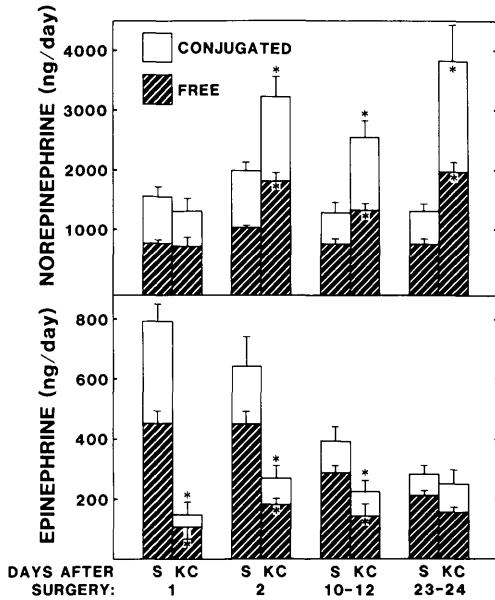 NOREPINEPHRINE (ng/day)
4000
3000
2000
1000
CONJUGATED
FREE
*
*
*
*
*
*
EPINEPHRINE (ng/day)
800
600
400
200
*
*
*
*
*
*
DAYS AFTER SURGERY:
S KC S KC S KC S KC
1 2 10-12 23-24